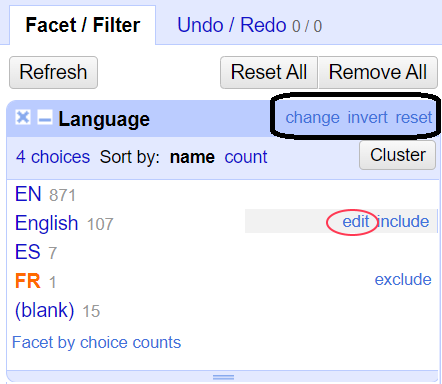 Facet / Filter Undo / Redo 0 / 0
Refresh Reset All Remove All
Language change invert reset
4 choices Sort by: name count Cluster
EN 871
English 107 edit include
ES 7
FR 1 exclude
(blank) 15
Facet by choice counts